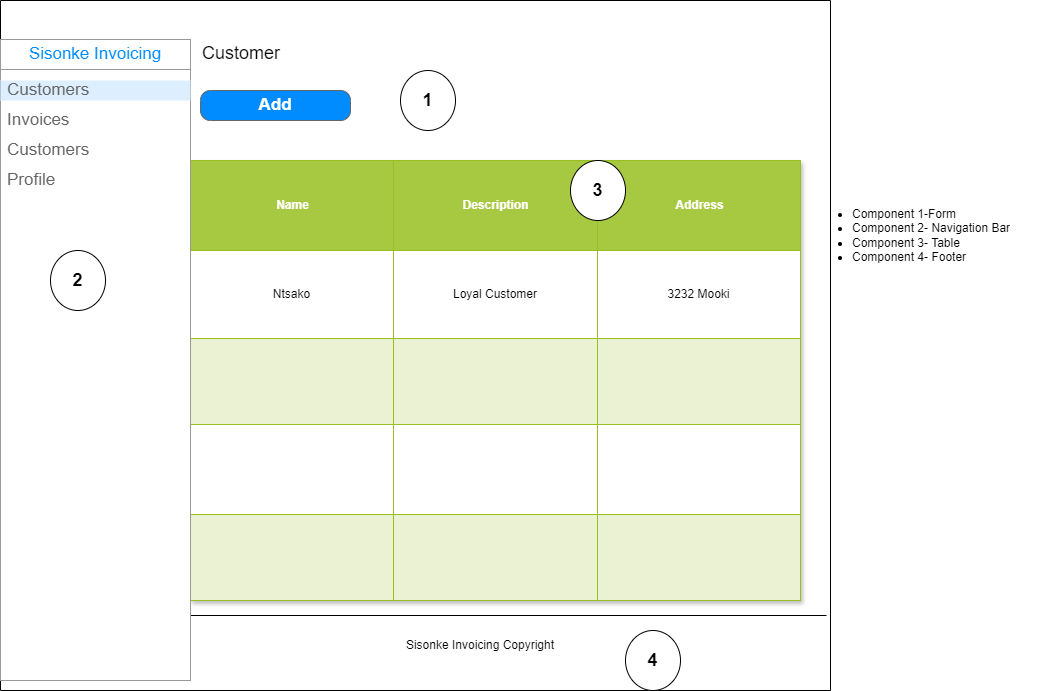 Sisonke Invoicing
Customers
Invoices
Customers
Profile
2
Customer
Add
1
3
Name Description Address
Ntsako Loyal Customer 3232 Mooki
Sisonke Invoicing Copyright
4
Component 1-Form
Component 2- Navigation Bar
Component 3- Table
Component 4- Footer